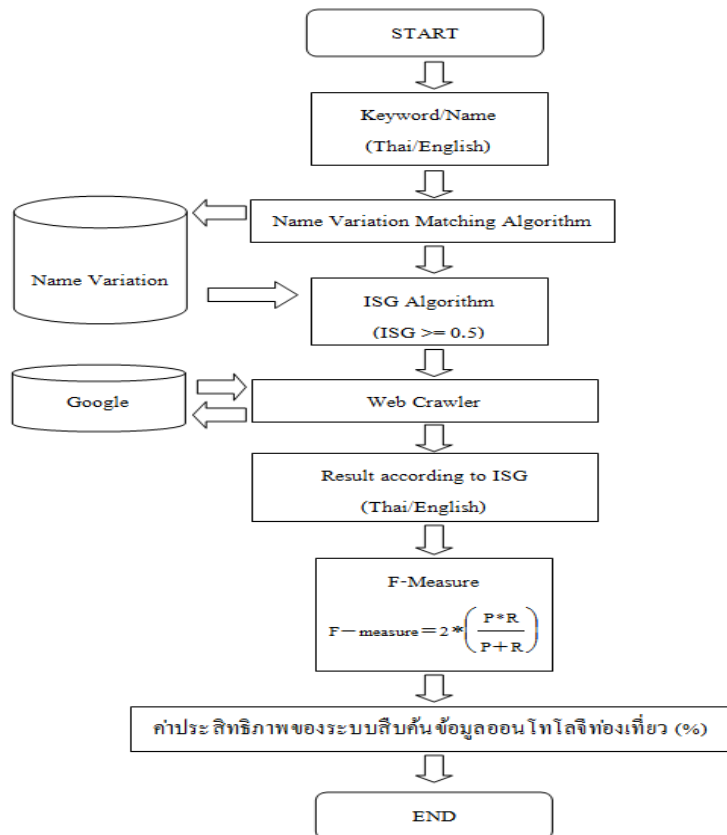 START
Keyword/Name
(Thai/English)
Name Variation Matching Algorithm
Name Variation
ISG Algorithm
(ISG >= 0.5)
Google
Web Crawler
Result according to ISG
(Thai/English)
F-Measure
F－measure＝2*(P*R / P+R)
ค่าประสิทธิภาพของระบบสืบค้นข้อมูลออนโทโลจีท่องเที่ยว (%)
END